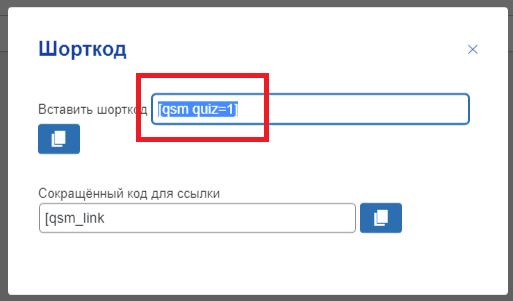 Шорткод
Вставить шорткод [qsm quiz=1]
Сокращённый код для ссылки
[qsm_link